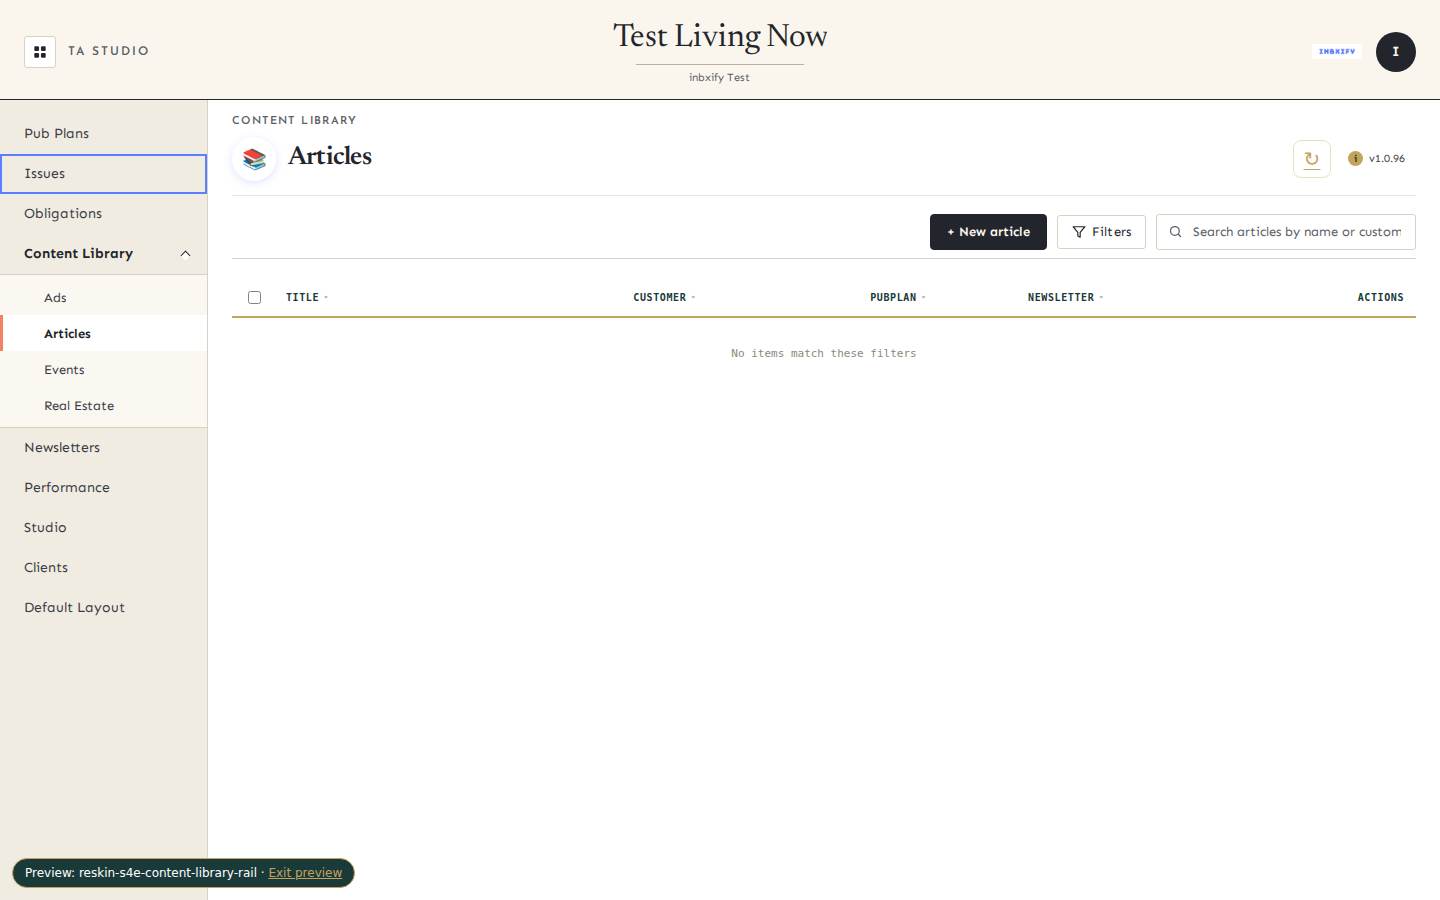 TA STUDIO
Test Living Now
inbxify Test
INBXIFY
I
Pub Plans
Issues
Obligations
Content Library
Ads
Articles
Events
Real Estate
Newsletters
Performance
Studio
Clients
Default Layout
CONTENT LIBRARY
Articles
i v1.0.96
+ New article
Filters
Search articles by name or custom
TITLE
CUSTOMER
PUBPLAN
NEWSLETTER
ACTIONS
No items match these filters
Preview: reskin-s4e-content-library-rail · Exit preview